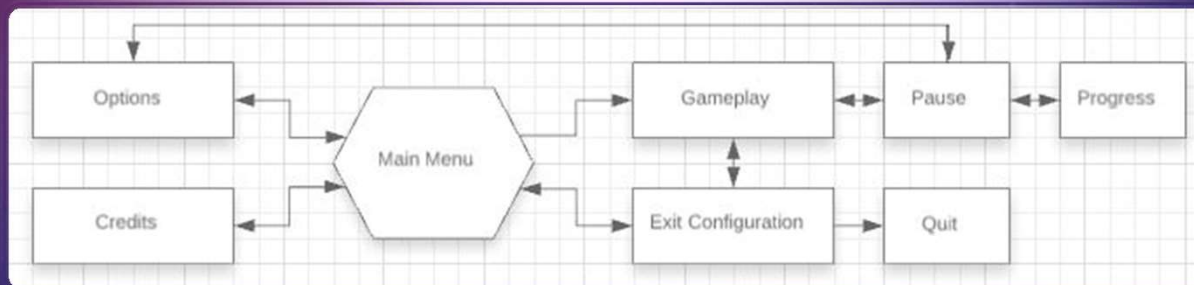 Options
Gameplay
Pause
Progress
Main Menu
Credits
Exit Configuration
Quit